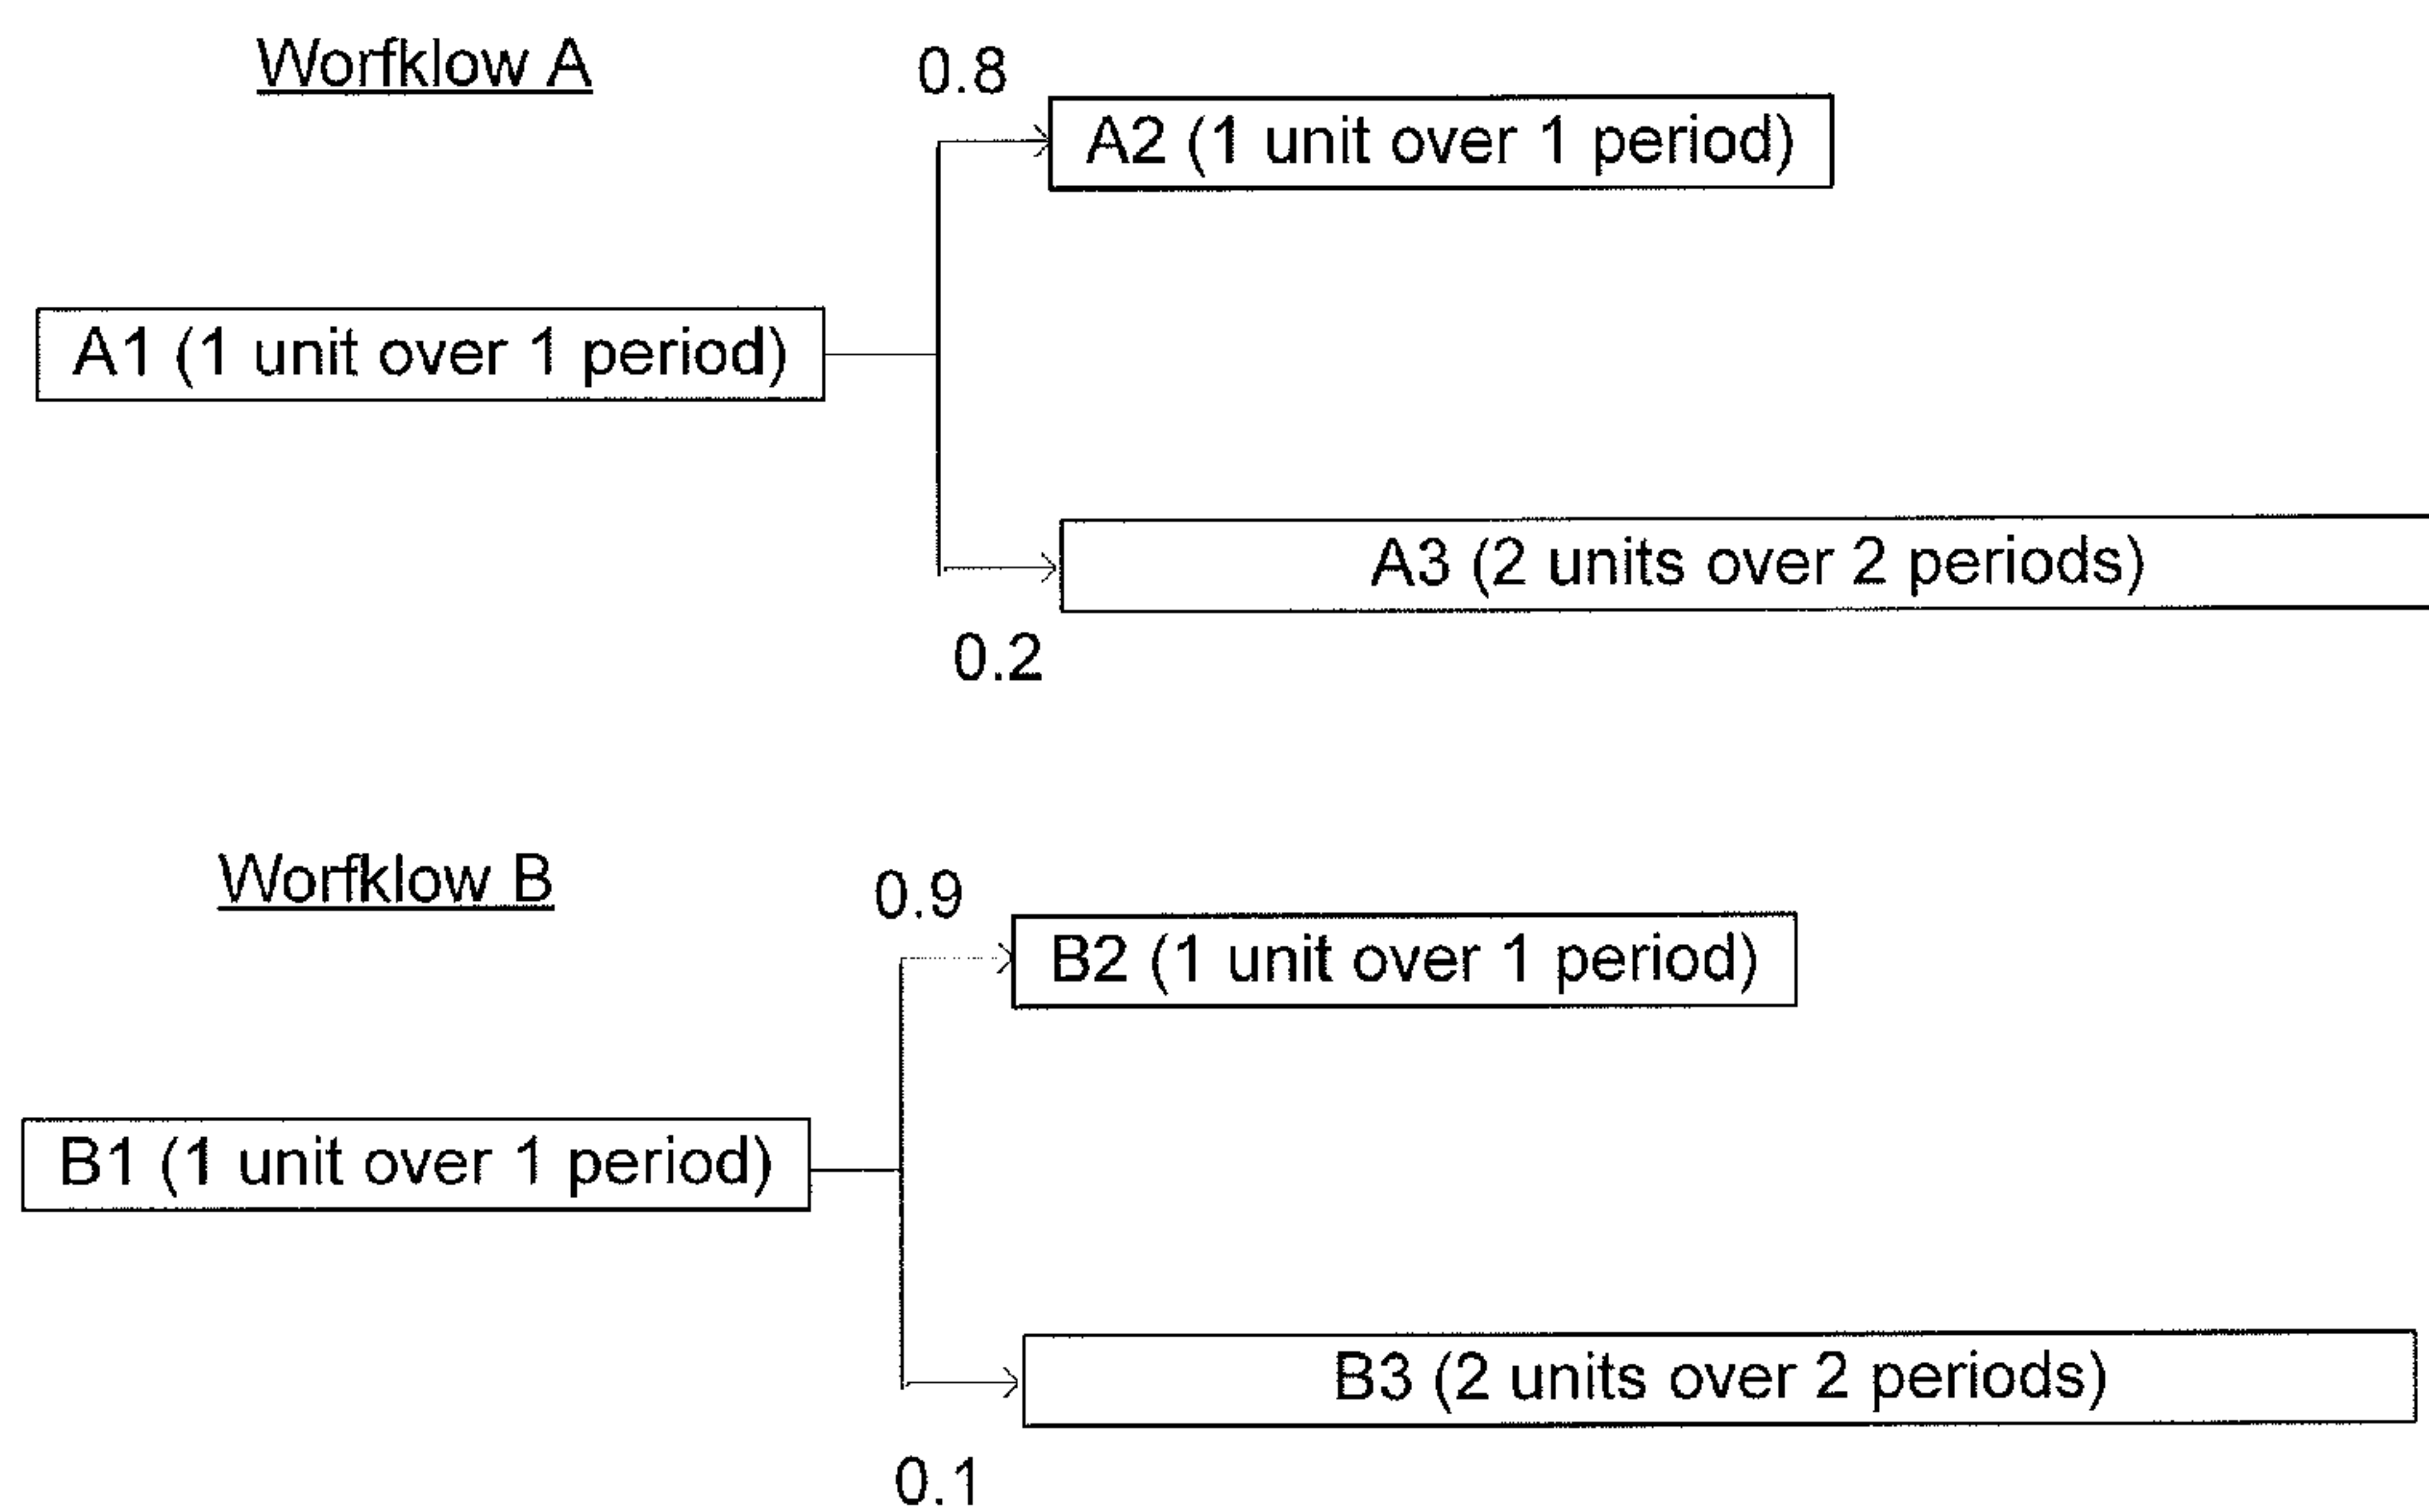 Worfklow A
0.8
A2 (1 unit over 1 period)
A1 (1 unit over 1 period)
A3 (2 units over 2 periods)
0.2
Worfklow B
0.9
B2 (1 unit over 1 period)
B1 (1 unit over 1 period)
B3 (2 units over 2 periods)
0.1